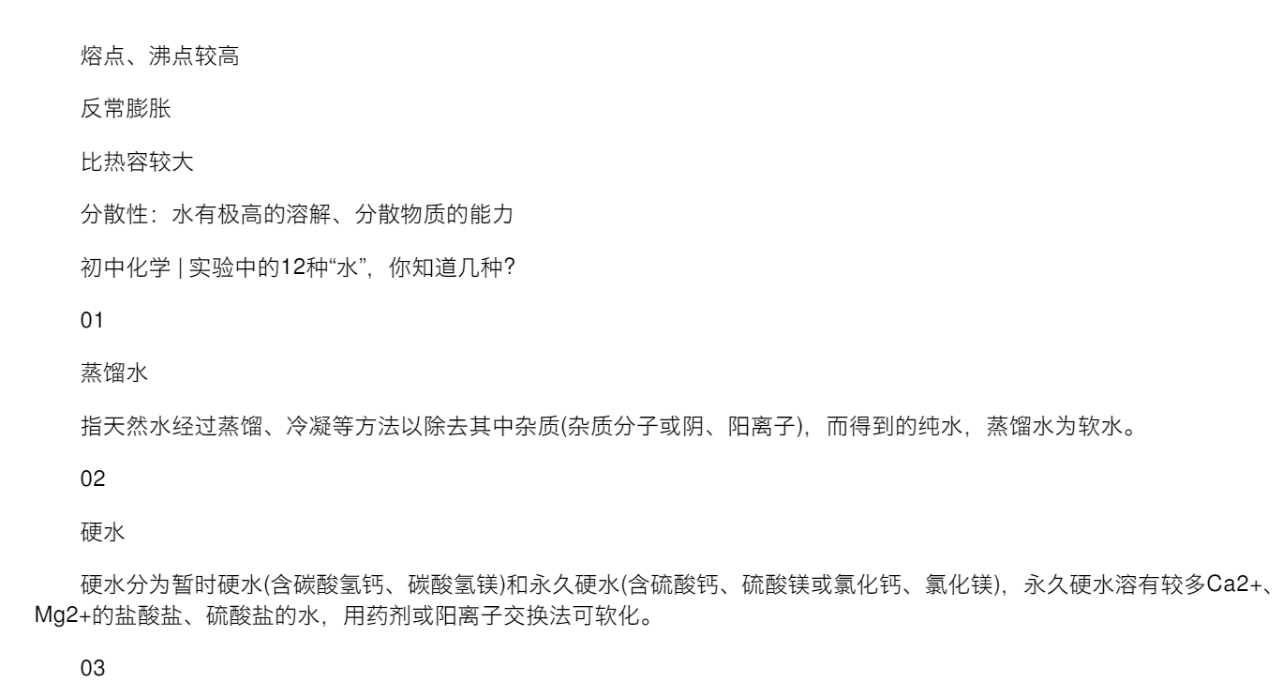 熔点、沸点较高
反常膨胀
比热容较大
分散性：水有极高的溶解、分散物质的能力
初中化学 | 实验中的12种“水”，你知道几种?
01
蒸馏水
指天然水经过蒸馏、冷凝等方法以除去其中杂质(杂质分子或阴、阳离子)，而得到的纯水，蒸馏水为软水。
02
硬水
硬水分为暂时硬水(含碳酸氢钙、碳酸氢镁)和永久硬水(含硫酸钙、硫酸镁或氯化钙、氯化镁)，永久硬水溶有较多Ca2+、
Mg2+的盐酸盐、硫酸盐的水，用药剂或阳离子交换法可软化。
03